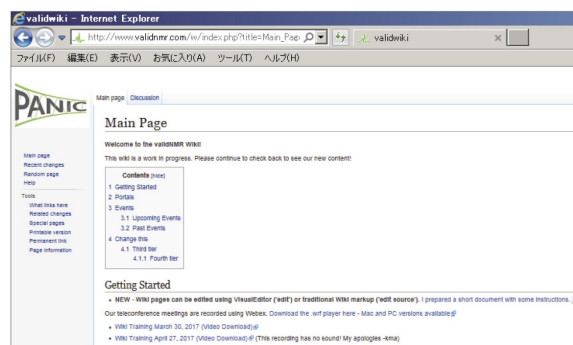 validwiki - Internet Explorer
http://www.validnmr.com/w/index.php?title=Main_Page
validwiki
ファイル(F) 編集(E) 表示(V) お気に入り(A) ツール(T) ヘルプ(H)
PANIC
Main page Discussion
Main Page
Welcome to the validNMR Wiki!
This wiki is a work in progress. Please continue to check back to see our new content!
Main page
Recent changes
Random page
Help
Tools
What links here
Related changes
Special pages
Printable version
Permanent link
Page information
Contents [hide]
1 Getting Started
2 Portals
3 Events
3.1 Upcoming Events
3.2 Past Events
4 Change this
4.1 Third tier
4.1.1 Fourth tier
Getting Started
• NEW - Wiki pages can be edited using VisualEditor ('edit') or traditional Wiki markup ('edit source'). I prepared a short document with some instructions.
Our teleconference meetings are recorded using Webex. Download the .wrf player here - Mac and PC versions available
• Wiki Training March 30, 2017 (Video Download)
• Wiki Training April 27, 2017 (Video Download) (This recording has no sound! My apologies -kma)